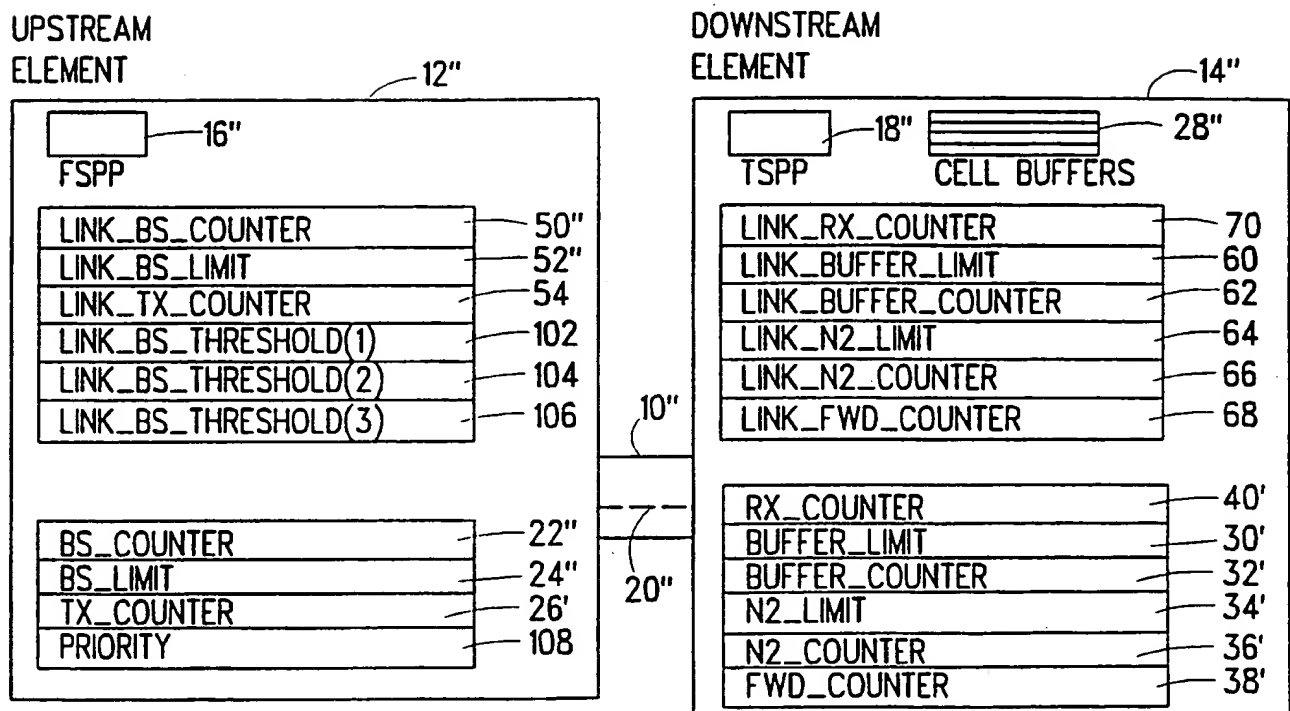 UPSTREAM
ELEMENT
12"
16"
FSPP
LINK_BS_COUNTER 50"
LINK_BS_LIMIT 52"
LINK_TX_COUNTER 54
LINK_BS_THRESHOLD(1) 102
LINK_BS_THRESHOLD(2) 104
LINK_BS_THRESHOLD(3) 106
BS_COUNTER 22"
BS_LIMIT 24"
TX_COUNTER 26'
PRIORITY 108
10"
20"
DOWNSTREAM
ELEMENT
14"
18"
28"
TSPP
CELL BUFFERS
LINK_RX_COUNTER 70
LINK_BUFFER_LIMIT 60
LINK_BUFFER_COUNTER 62
LINK_N2_LIMIT 64
LINK_N2_COUNTER 66
LINK_FWD_COUNTER 68
RX_COUNTER 40'
BUFFER_LIMIT 30'
BUFFER_COUNTER 32'
N2_LIMIT 34'
N2_COUNTER 36'
FWD_COUNTER 38'